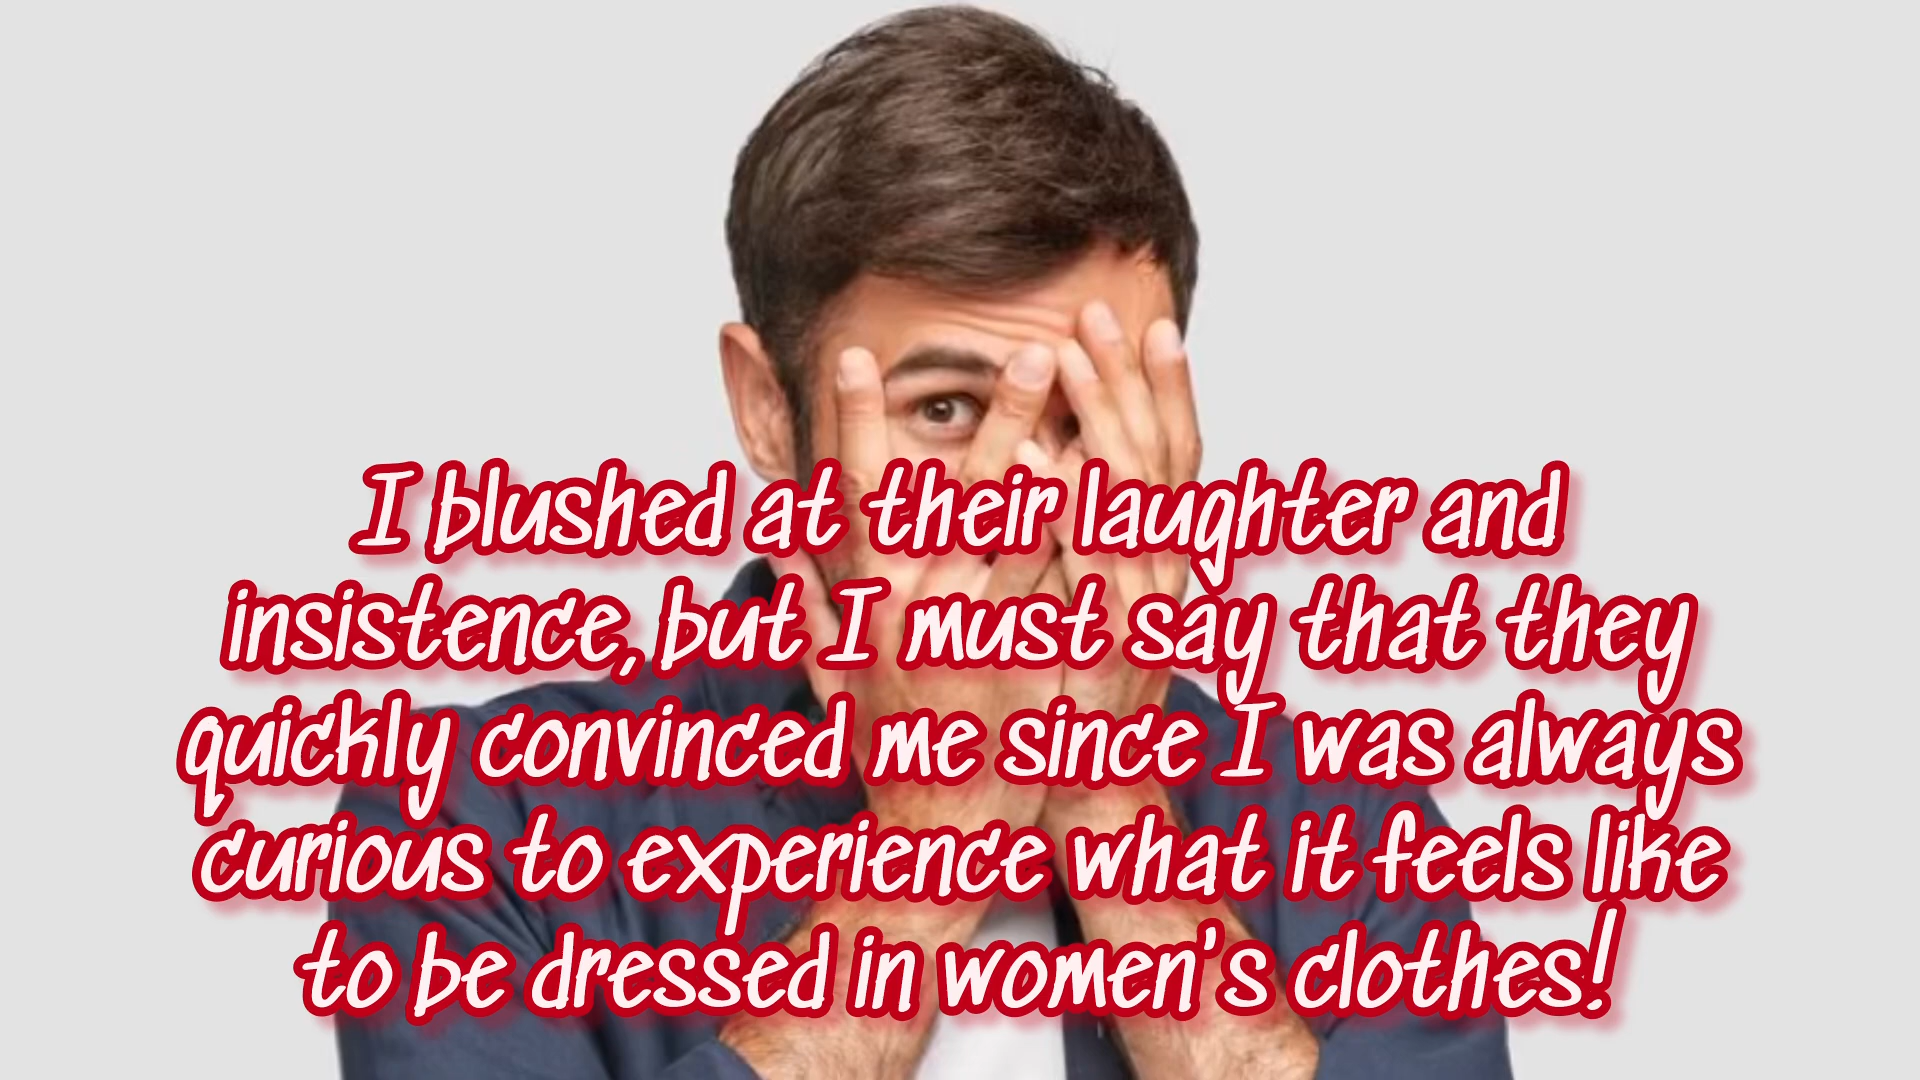 I blushed at their laughter and
insistence, but I must say that they
quickly convinced me since I was always
curious to experience what it feels like
to be dressed in women's clothes!